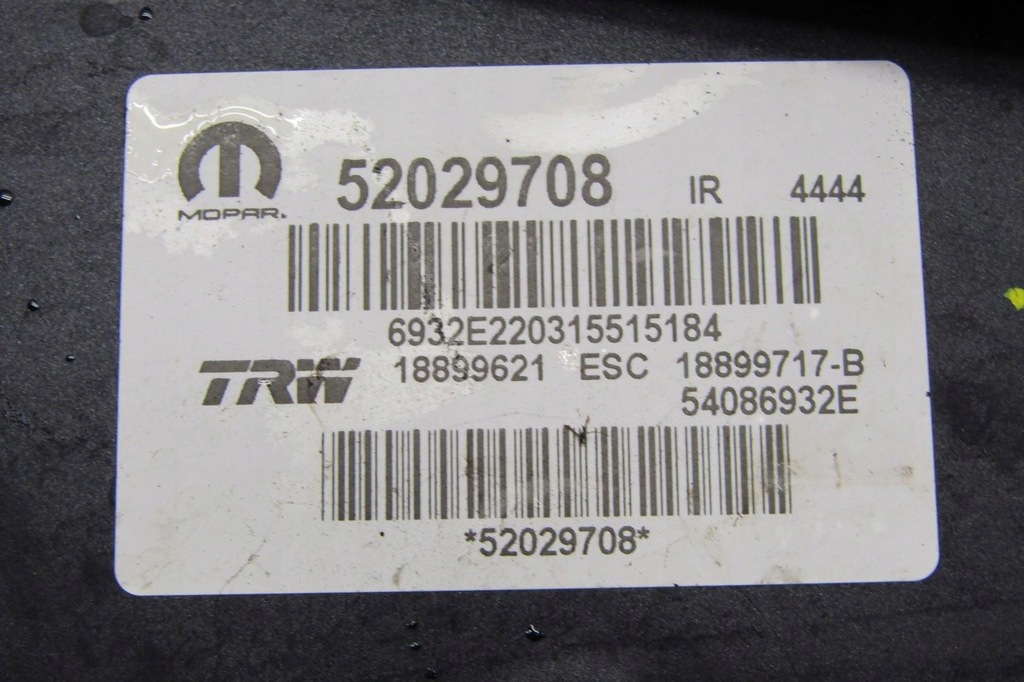 MOPAR.
52029708 IR 4444
6932E220315515184
TRW 18899621 ESC 18899717-B
54086932E
*52029708*